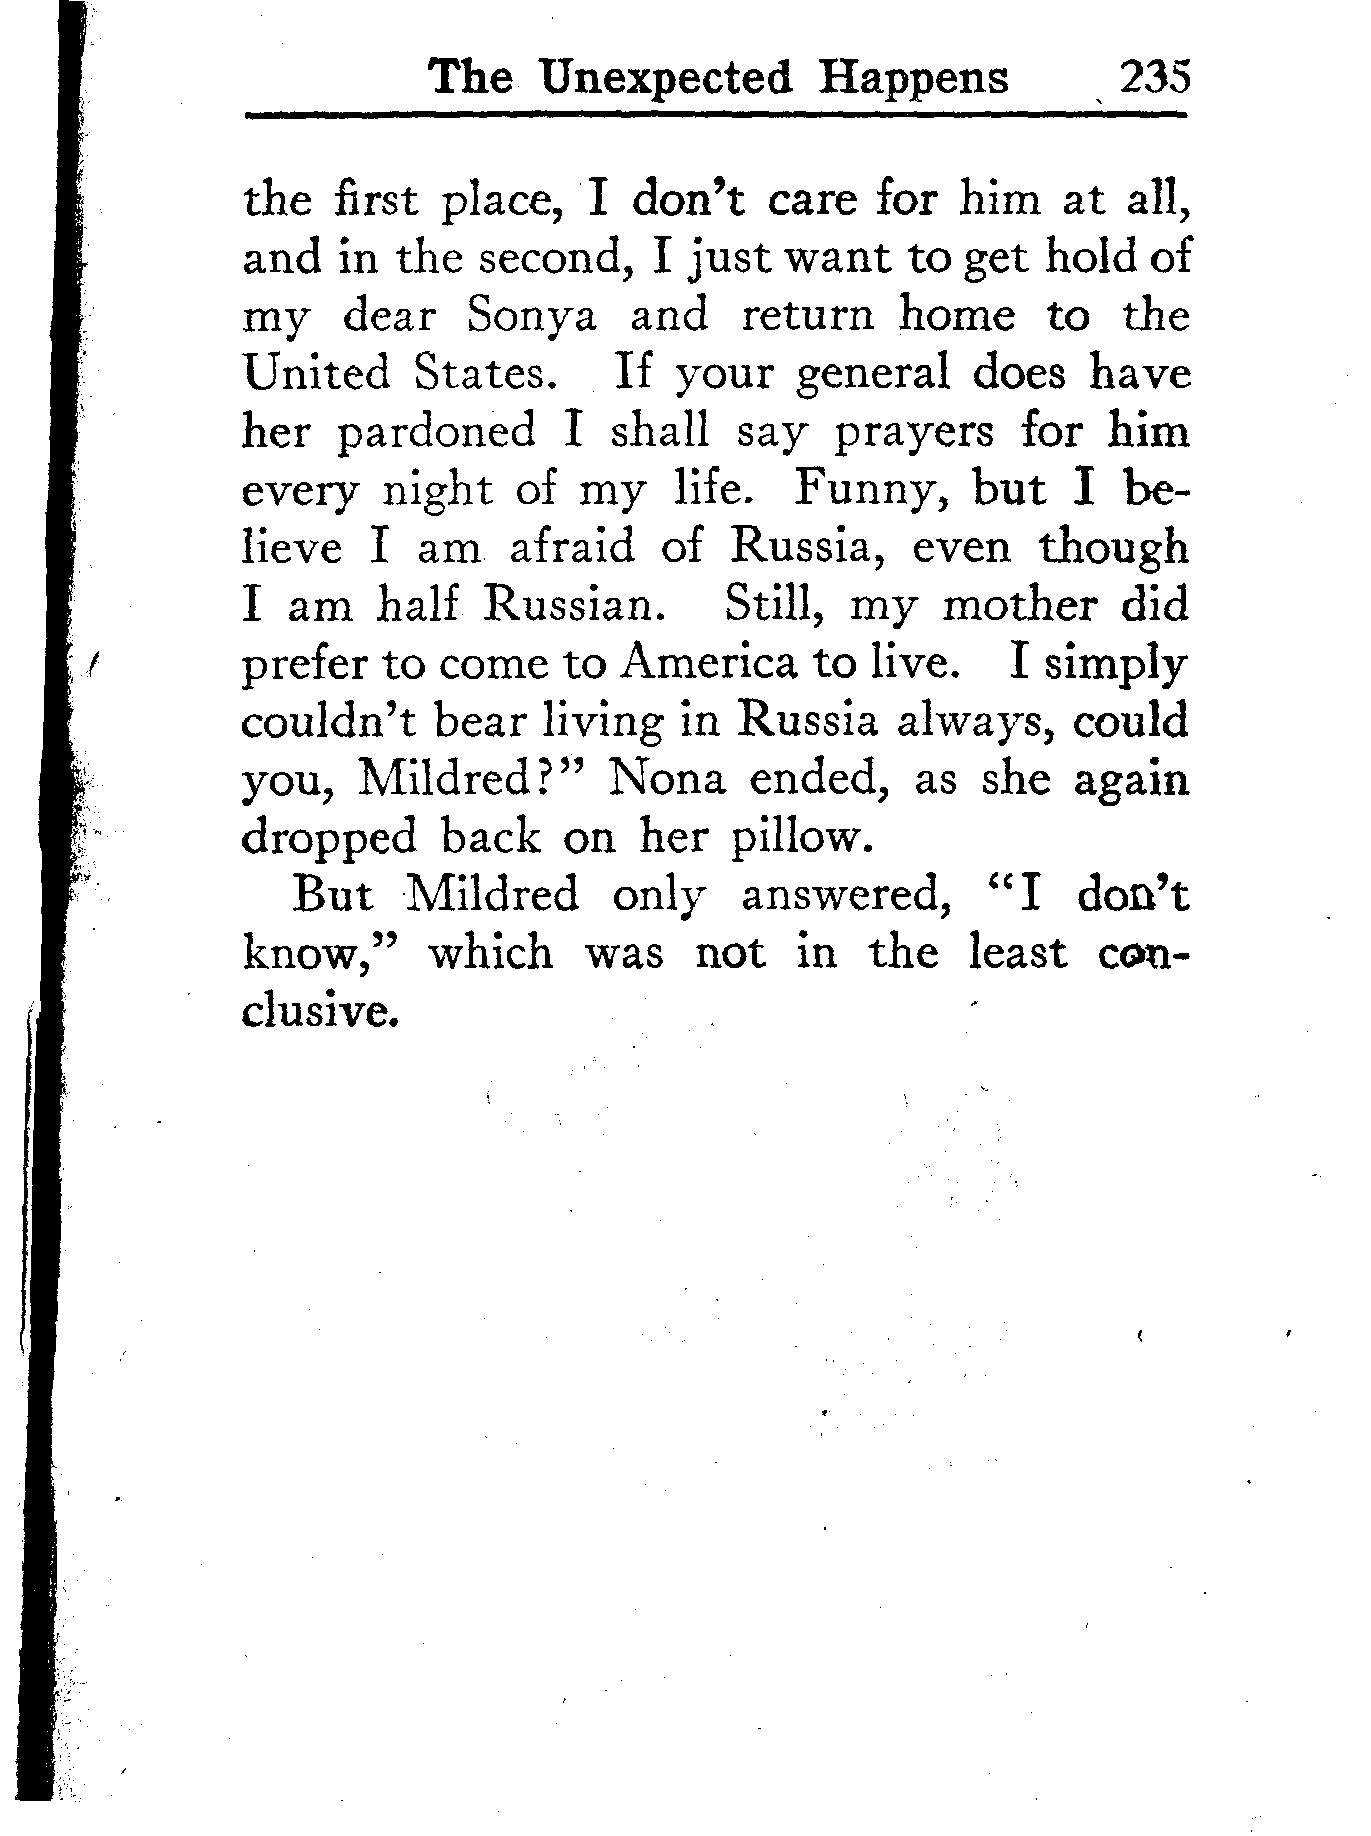 The Unexpected Happens 235
the first place, I don't care for him at all,
and in the second, I just want to get hold of
my dear Sonya and return home to the
United States. If your general does have
her pardoned I shall say prayers for him
every night of my life. Funny, but I be-
lieve I am afraid of Russia, even though
I am half Russian. Still, my mother did
prefer to come to America to live. I simply
couldn't bear living in Russia always, could
you, Mildred?" Nona ended, as she again
dropped back on her pillow.
But Mildred only answered, "I don't
know," which was not in the least con-
clusive.